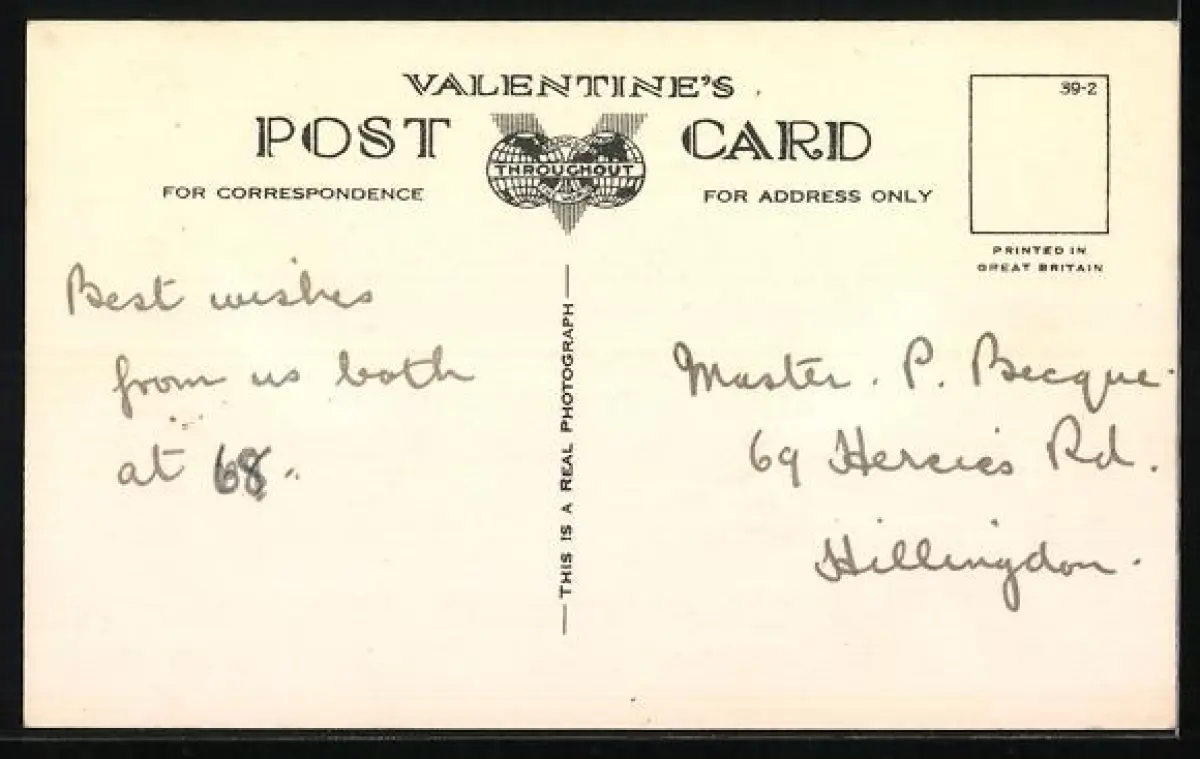 VALENTINE'S
POST CARD
39-2
THROUGHOUT
FOR CORRESPONDENCE
FOR ADDRESS ONLY
PRINTED IN
GREAT BRITAIN
Best wishes
from us both
at 68.
THIS IS A REAL PHOTOGRAPH
Master. P. Becque.
69 Hercies Rd.
Hillingdon.